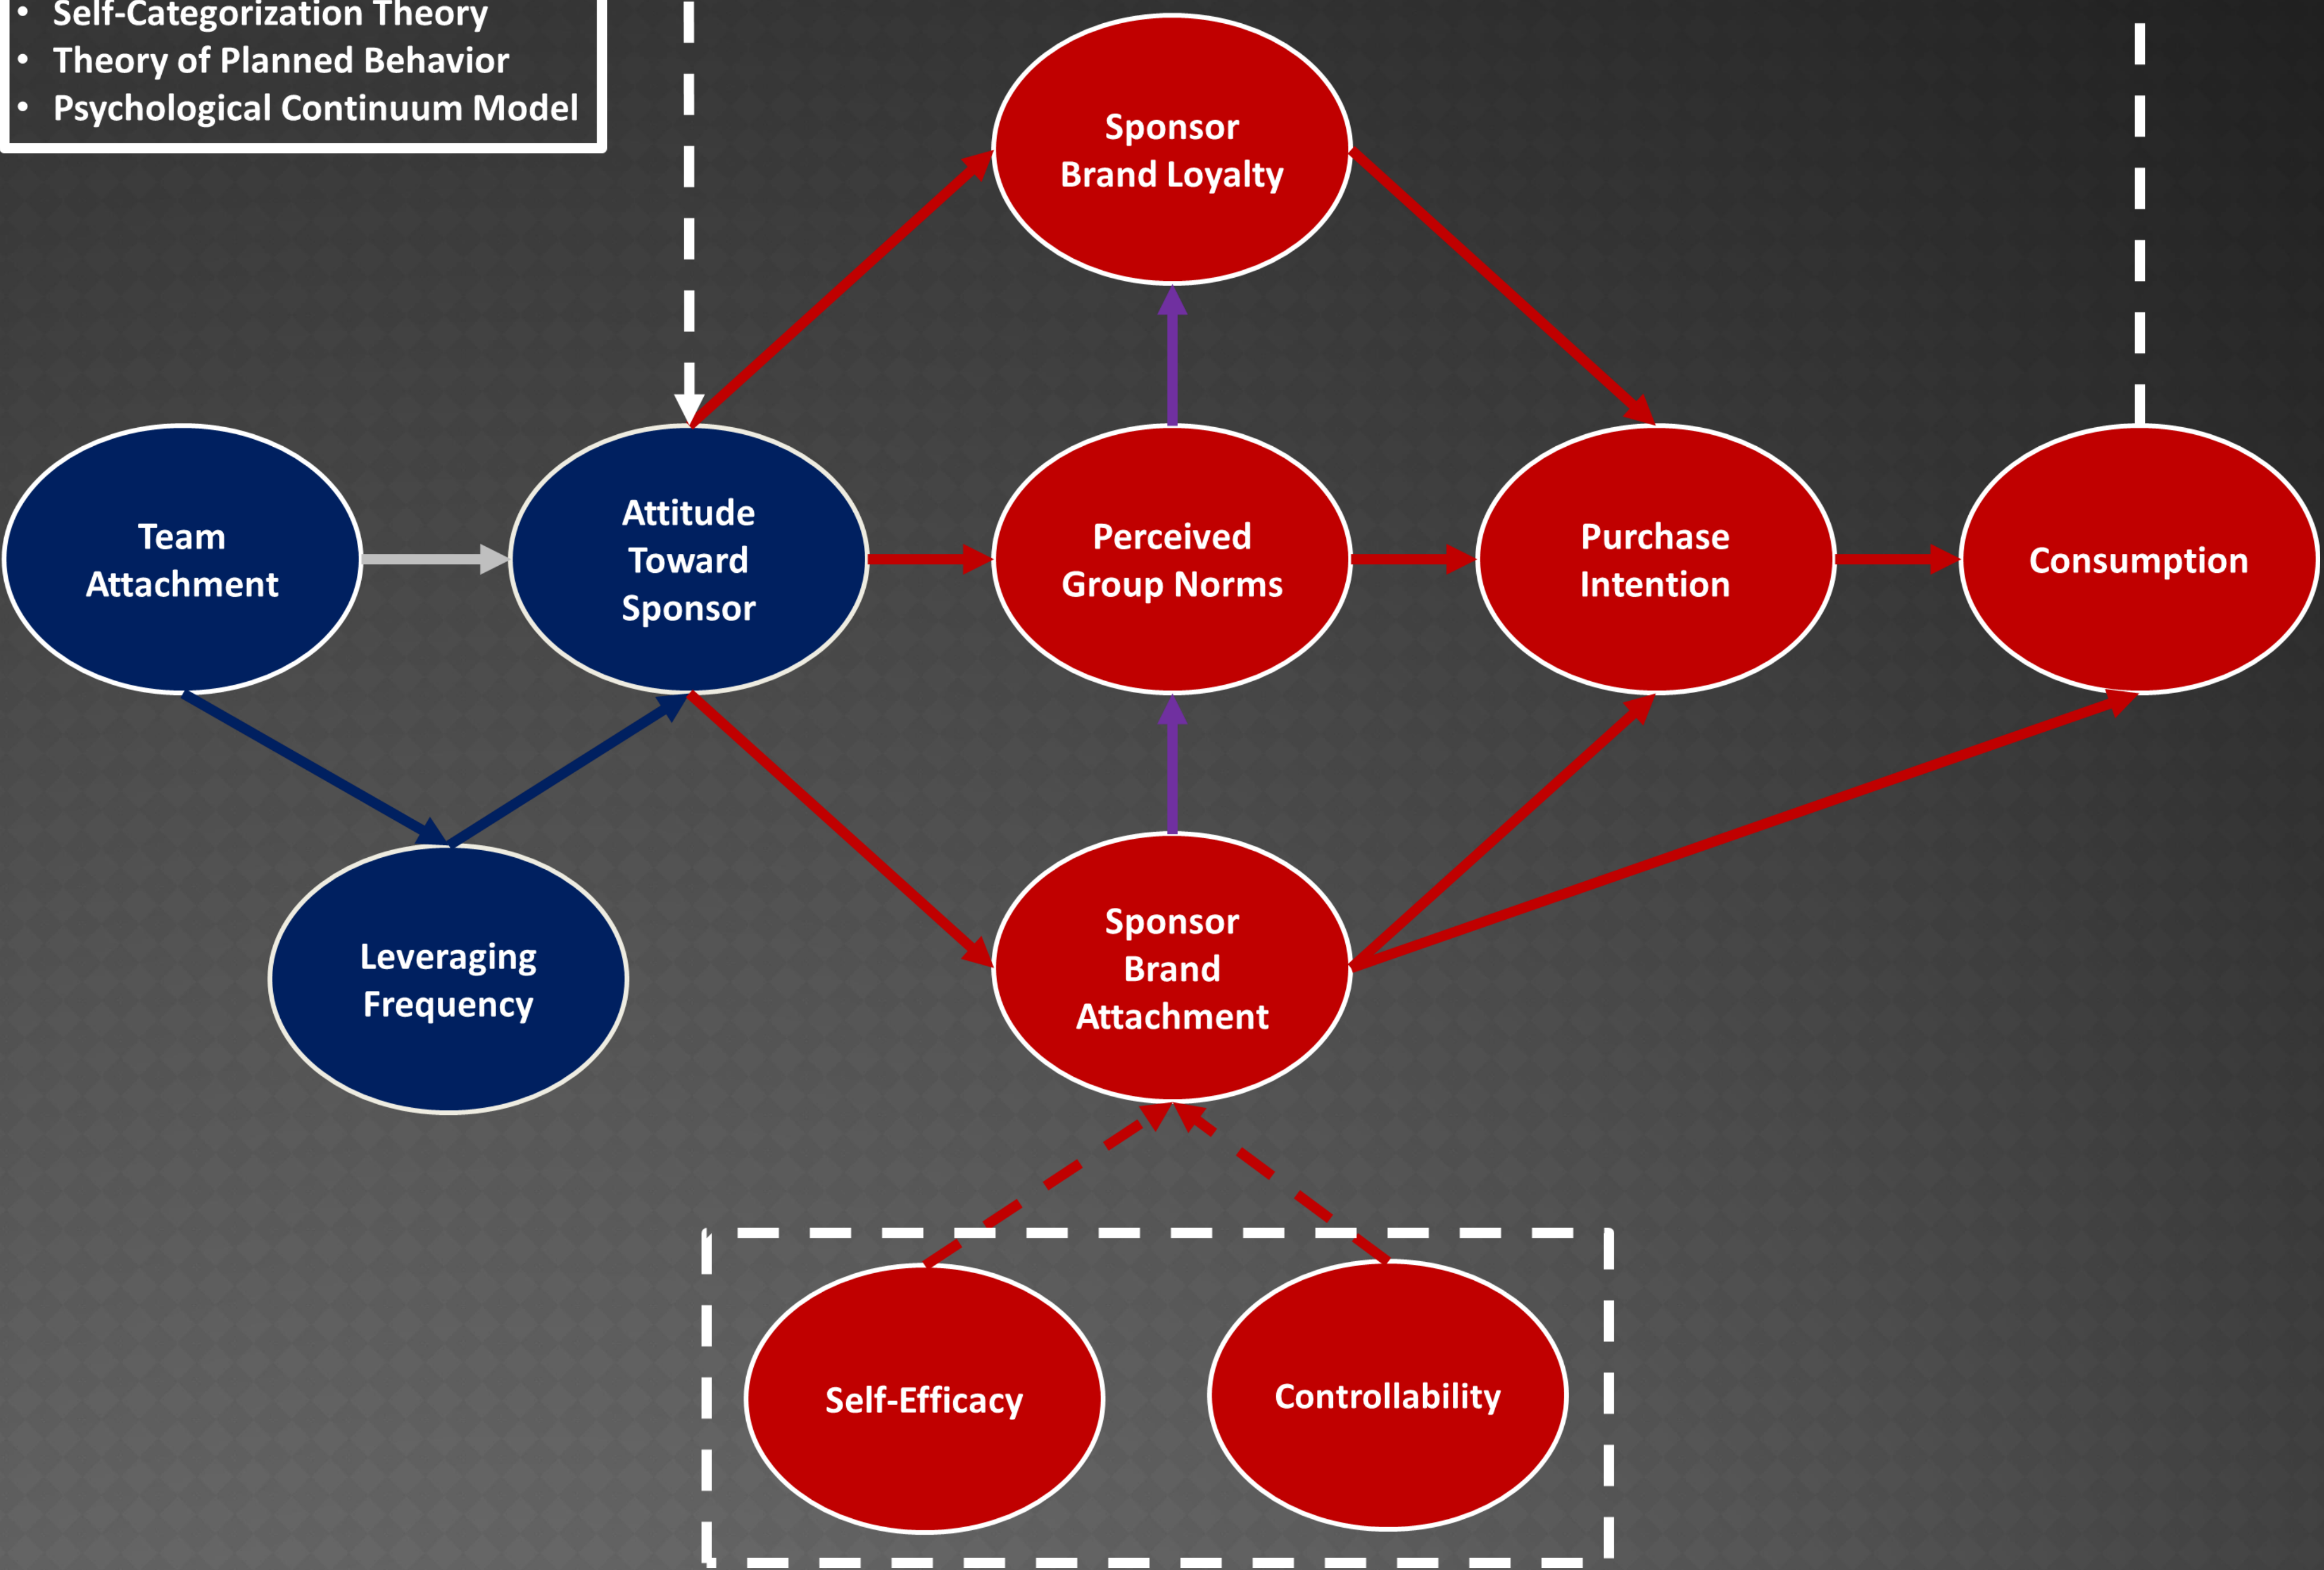 • Self-Categorization Theory
• Theory of Planned Behavior
• Psychological Continuum Model
Sponsor
Brand Loyalty
Team
Attachment
Attitude
Toward
Sponsor
Perceived
Group Norms
Purchase
Intention
Consumption
Leveraging
Frequency
Sponsor
Brand
Attachment
Self-Efficacy
Controllability